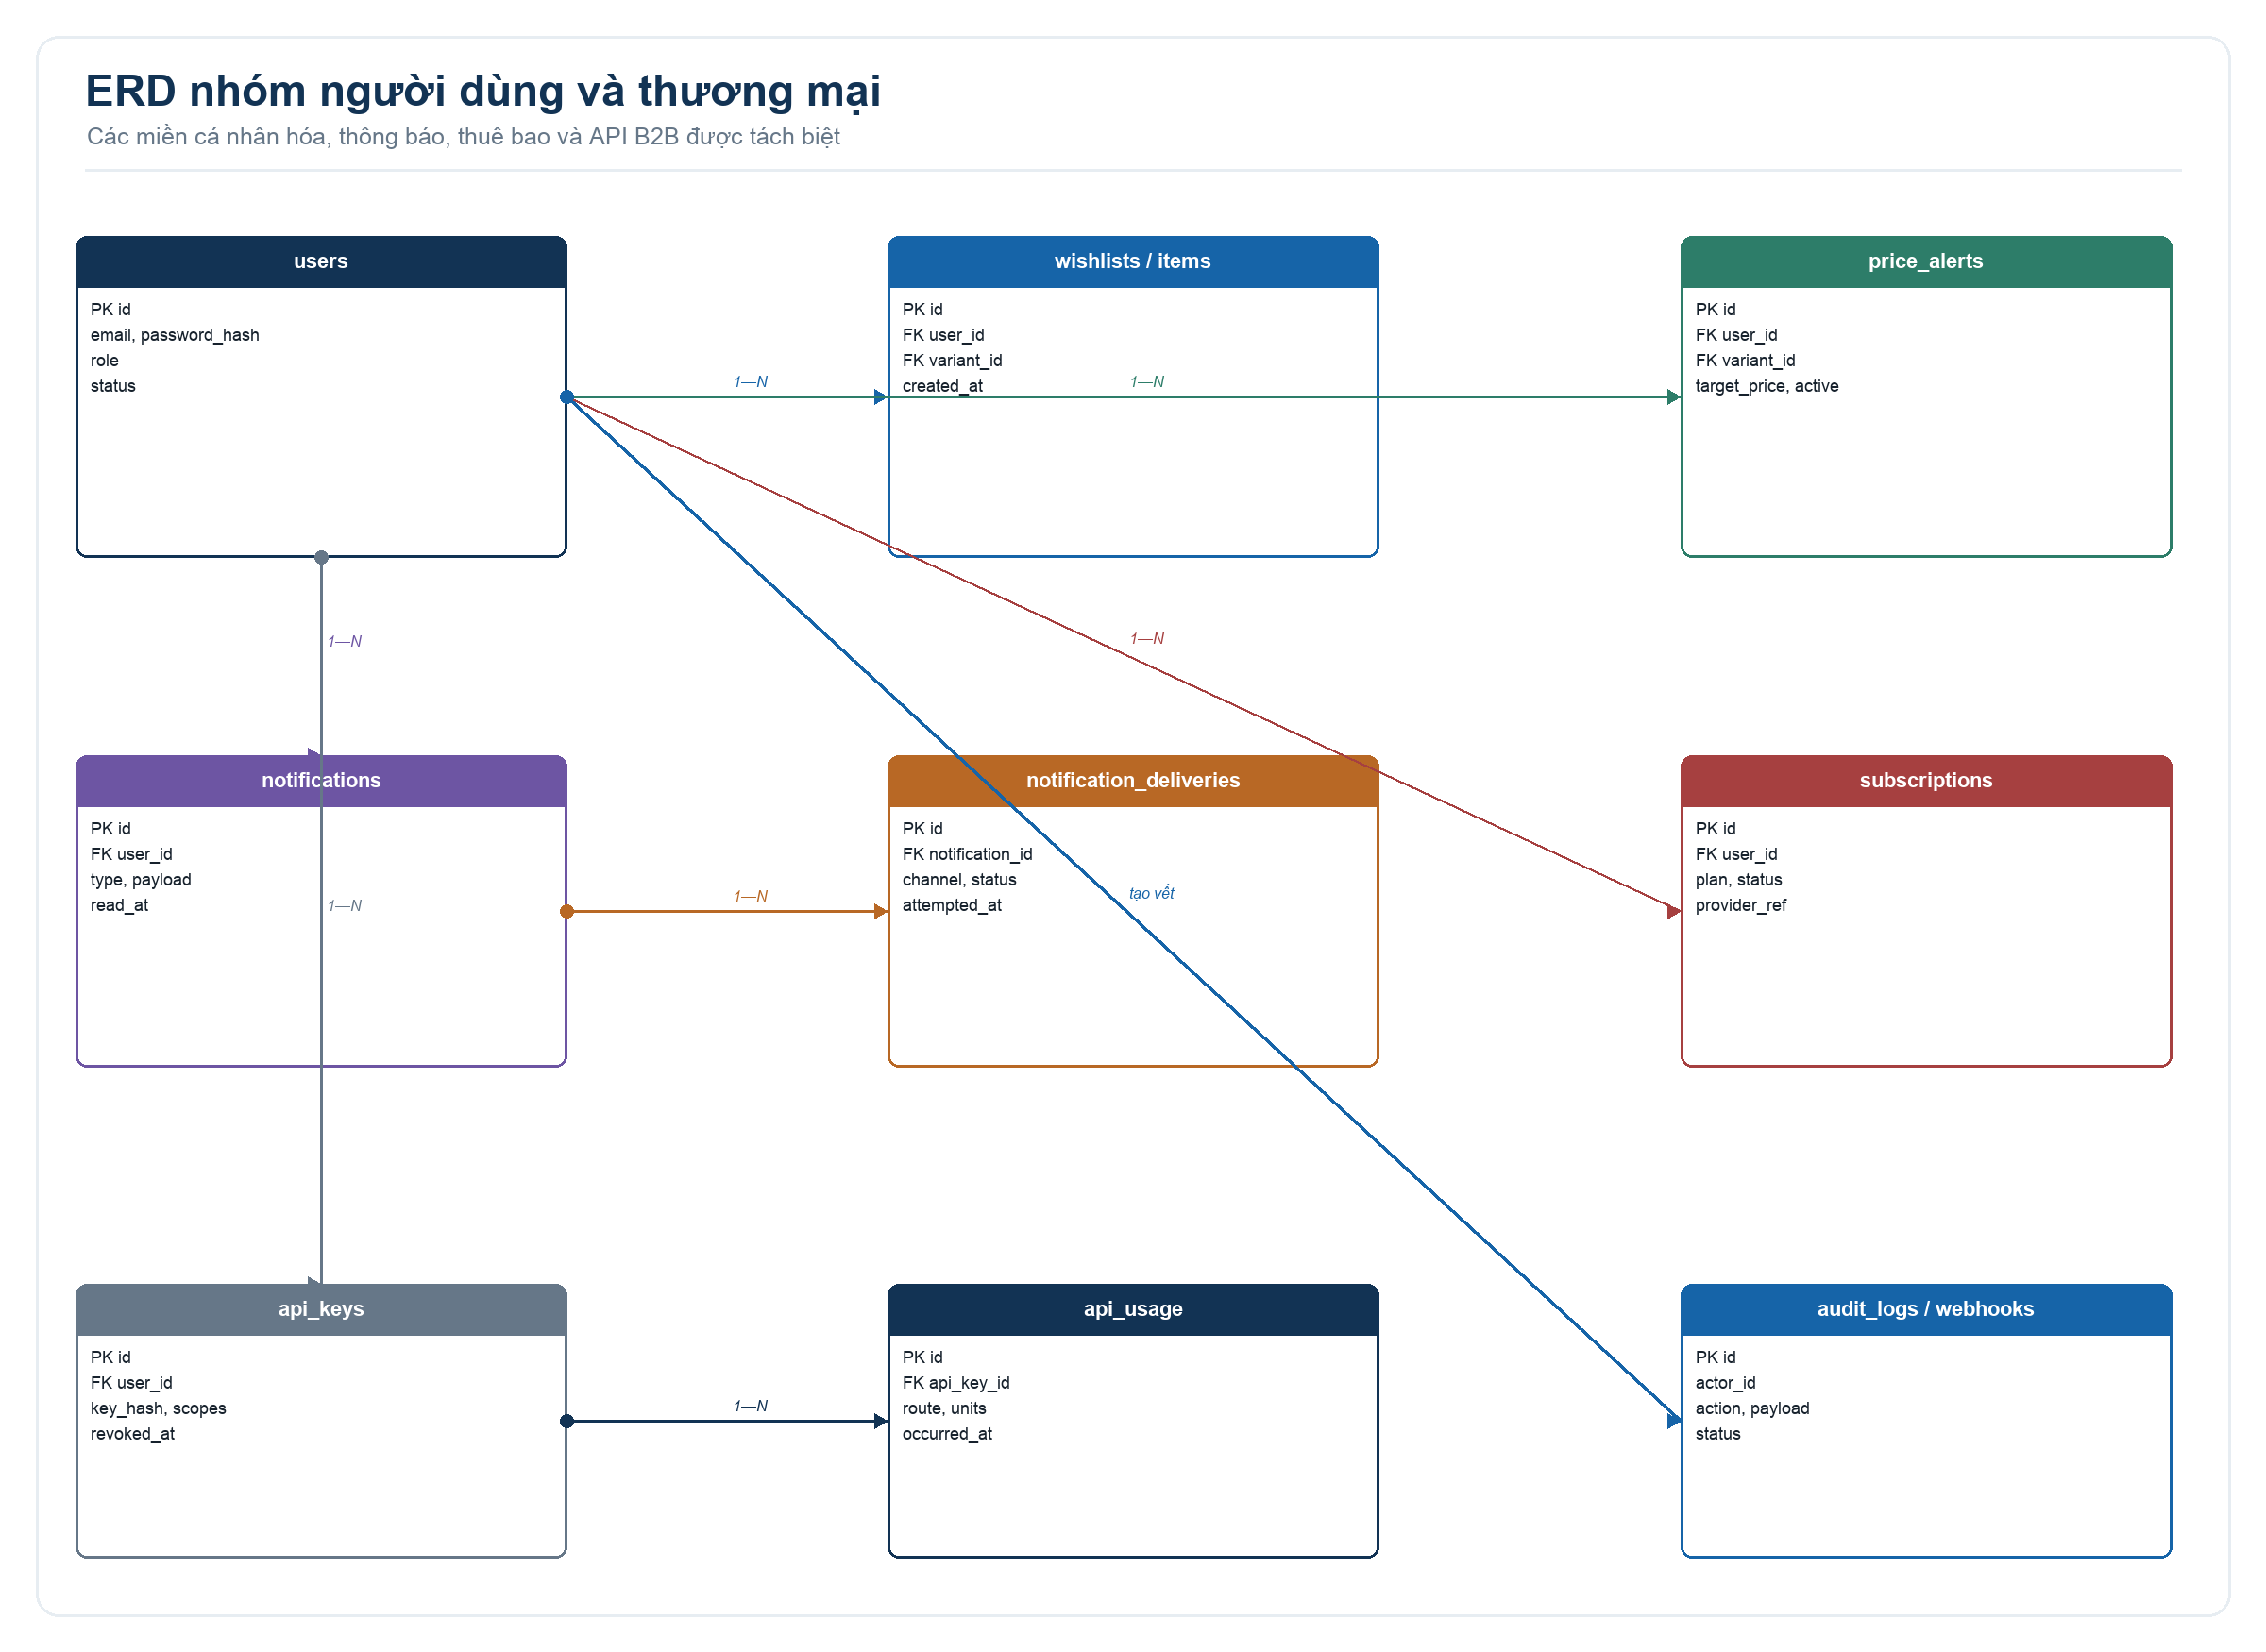 ERD nhóm người dùng và thương mại
Các miền cá nhân hóa, thông báo, thuê bao và API B2B được tách biệt
users
PK id
email, password_hash
role
status
1—N
wishlists / items
PK id
FK user_id
FK variant_id
created_at
1—N
price_alerts
PK id
FK user_id
FK variant_id
target_price, active
1—N
1—N
notifications
PK id
FK user_id
type, payload
read_at
1—N
1—N
notification_deliveries
PK id
FK notification_id
channel, status
attempted_at
tạo vết
subscriptions
PK id
FK user_id
plan, status
provider_ref
api_keys
PK id
FK user_id
key_hash, scopes
revoked_at
1—N
api_usage
PK id
FK api_key_id
route, units
occurred_at
audit_logs / webhooks
PK id
actor_id
action, payload
status